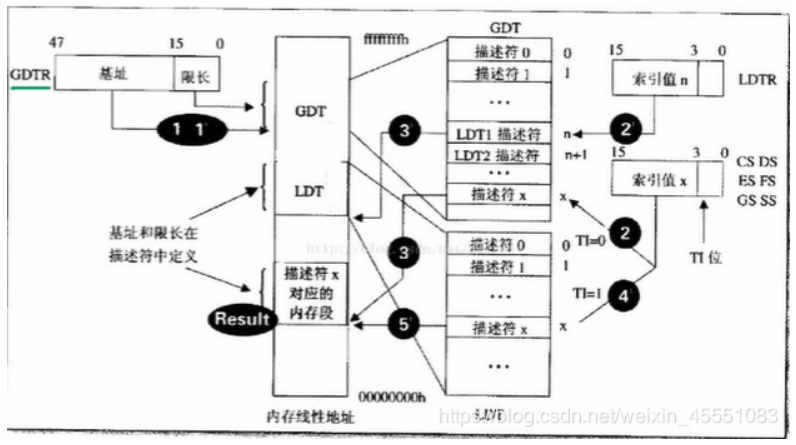 GDT
47 15 0
ffffffffh
15 3 0
GDTR 基址 限长
描述符 0 0
描述符 1 1
索引值 n LDTR
...
1 1'
GDT
3'
LDT1 描述符 n
2'
LDT2 描述符 n+1
15 3 0
CS DS
...
索引值 x
ES FS
LDT
描述符 x x
GS SS
基址和限长在
描述符中定义
2
TI=0
TI 位
3
描述符 0 0
描述符 1 1
描述符 x
对应的
内存段
...
TI=1
4'
Result
5'
描述符 x x
...
00000000h
内存线性地址
LDT
https://blog.csdn.net/weixin_45551083